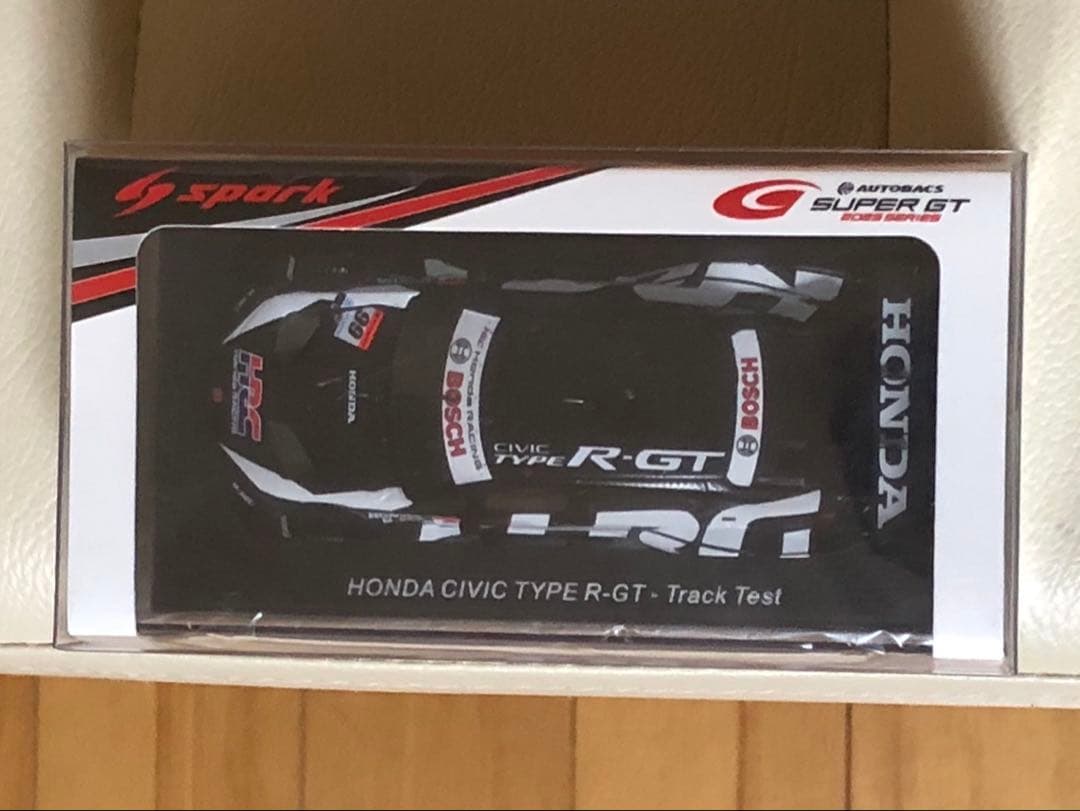 spark
AUTOBACS
SUPER GT
2023 SERIES
99
HRC
HONDA
Honda RACING
BOSCH
CIVIC
TYPE R-GT
BOSCH
HONDA
HRC
HONDA CIVIC TYPE R-GT - Track Test